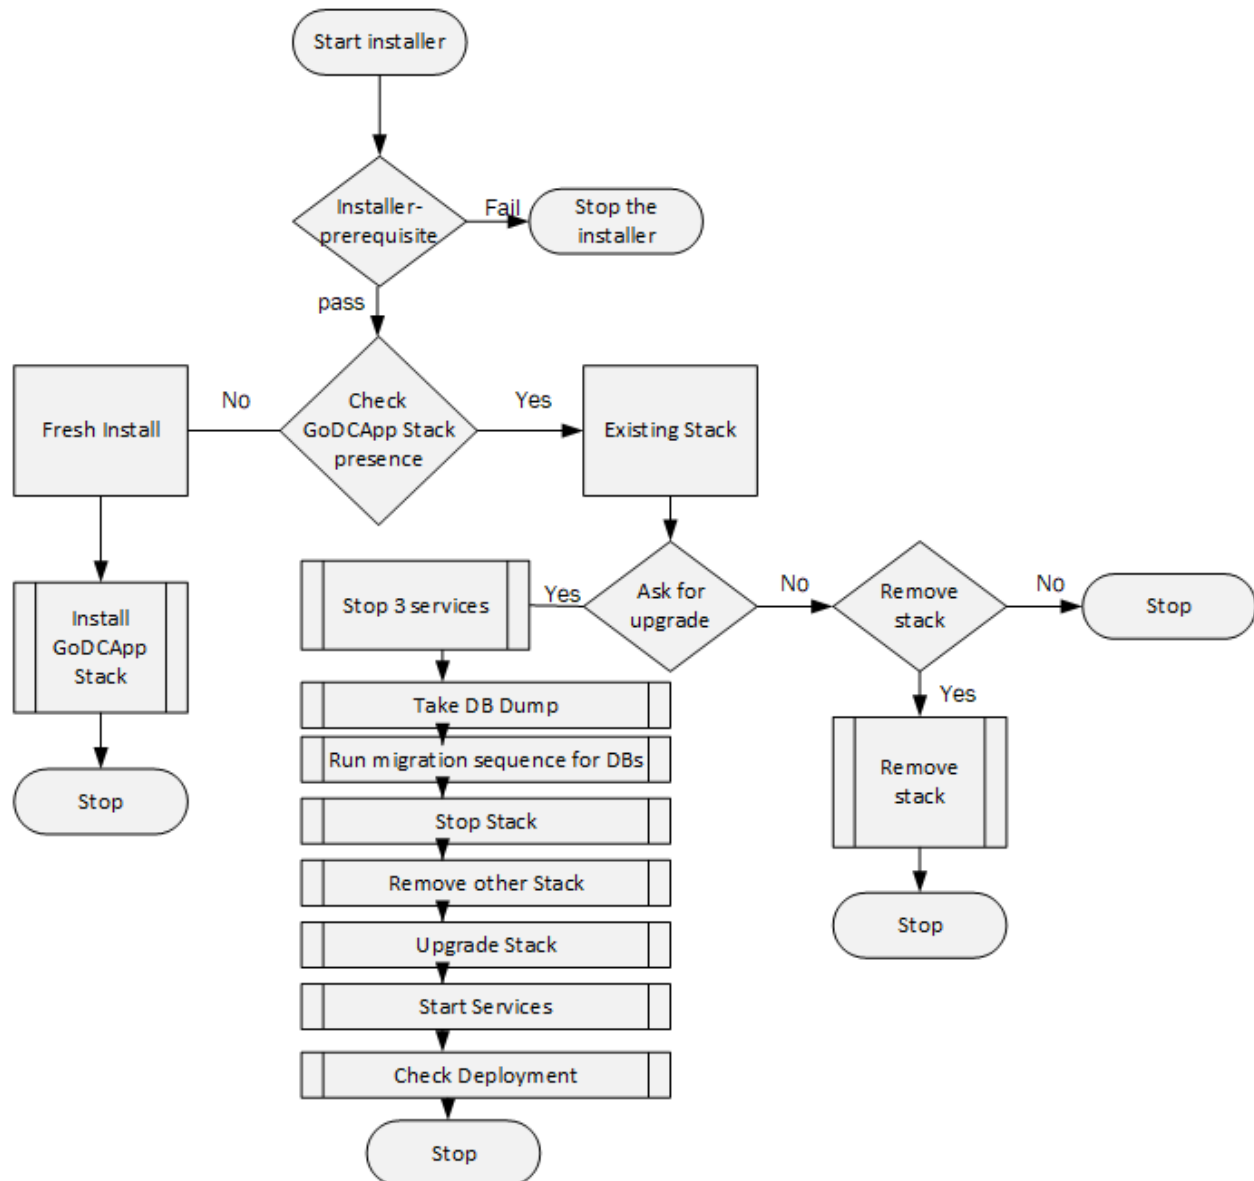 Start installer
Installer-
prerequisite
Fail
Stop the
installer
pass
Fresh Install
No
Check
GoDCApp Stack
presence
Yes
Existing Stack
Install
GoDCApp
Stack
Stop
Stop 3 services
Yes
Ask for
upgrade
No
Remove
stack
No
Stop
Yes
Remove
stack
Stop
Take DB Dump
Run migration sequence for DBs
Stop Stack
Remove other Stack
Upgrade Stack
Start Services
Check Deployment
Stop